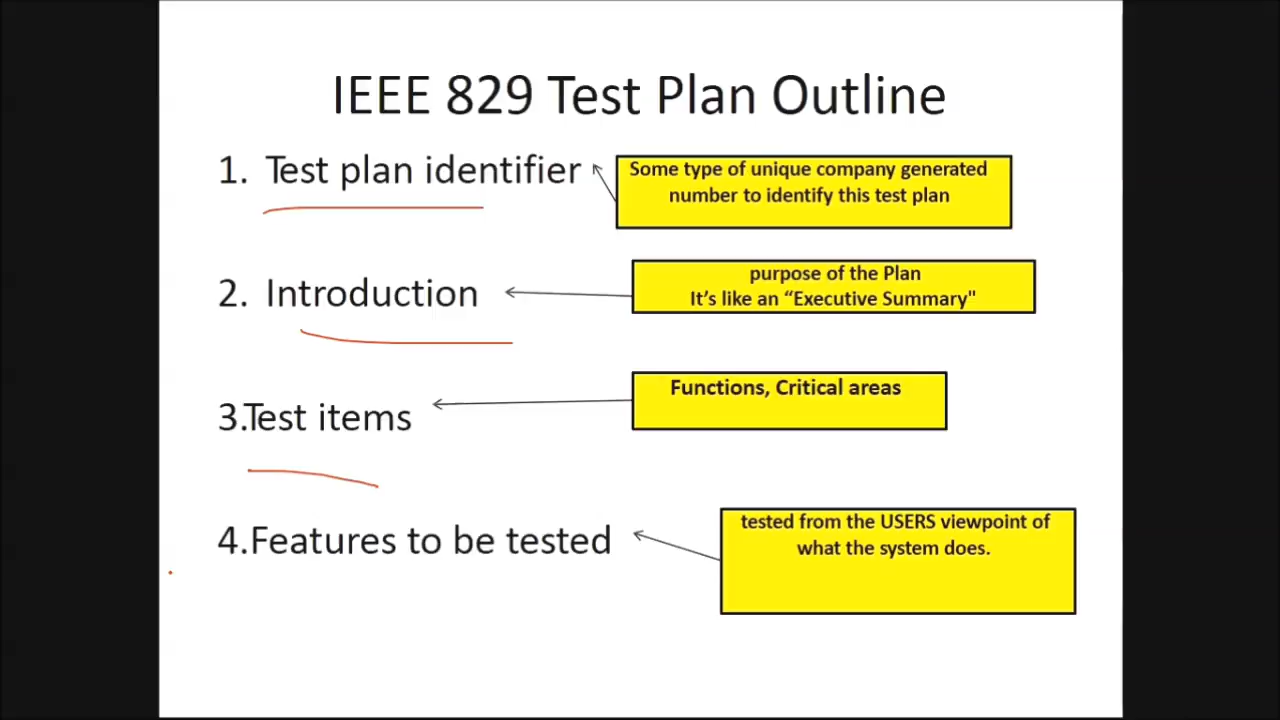 IEEE 829 Test Plan Outline
1. Test plan identifier
Some type of unique company generated
number to identify this test plan
2. Introduction
purpose of the Plan
It’s like an “Executive Summary"
3.Test items
Functions, Critical areas
4.Features to be tested
tested from the USERS viewpoint of
what the system does.